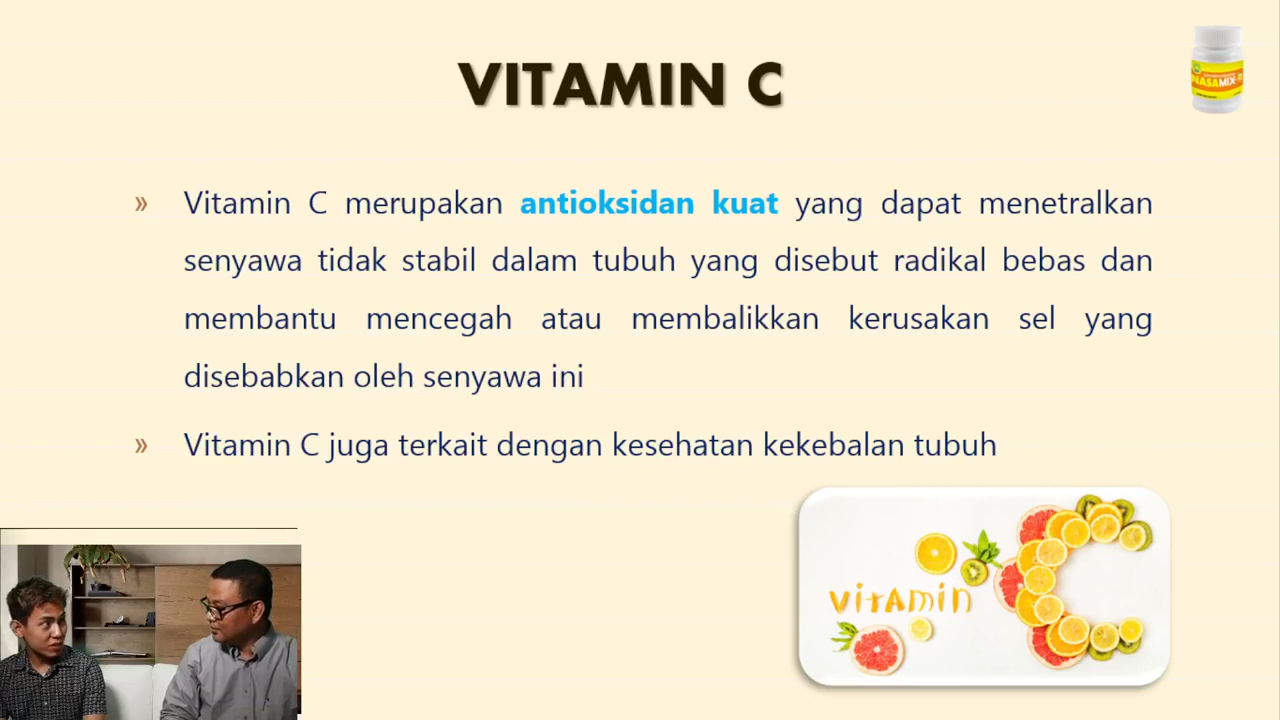 VITAMIN C
» Vitamin C merupakan antioksidan kuat yang dapat menetralkan
senyawa tidak stabil dalam tubuh yang disebut radikal bebas dan
membantu mencegah atau membalikkan kerusakan sel yang
disebabkan oleh senyawa ini
» Vitamin C juga terkait dengan kesehatan kekebalan tubuh
vitAmin C